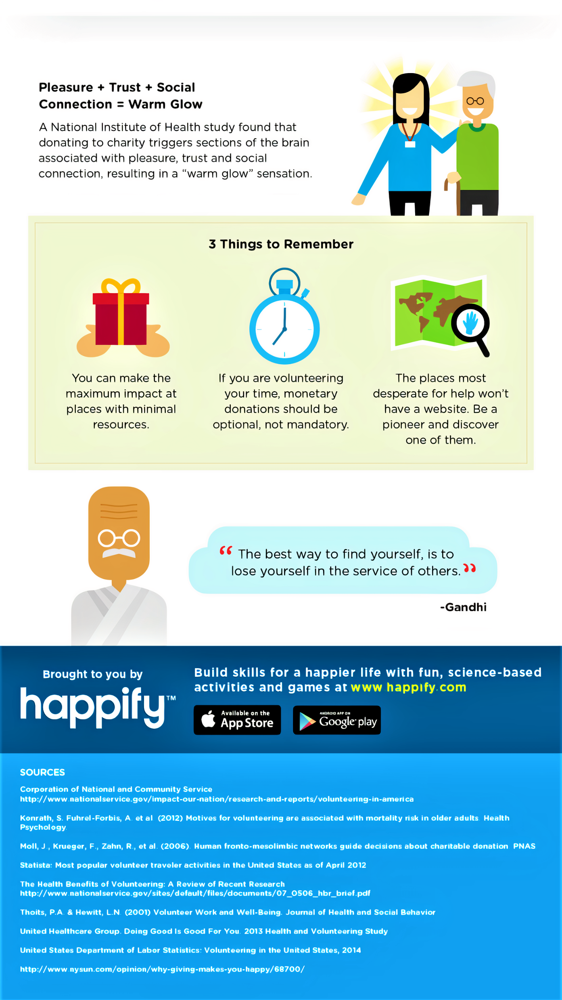 Pleasure + Trust + Social
Connection = Warm Glow
A National Institute of Health study found that
donating to charity triggers sections of the brain
associated with pleasure, trust and social
connection, resulting in a “warm glow” sensation.
3 Things to Remember
You can make the
maximum impact at
places with minimal
resources.
If you are volunteering
your time, monetary
donations should be
optional, not mandatory.
The places most
desperate for help won’t
have a website. Be a
pioneer and discover
one of them.
“ The best way to find yourself, is to
lose yourself in the service of others.”
-Gandhi
Brought to you by
happify™
Build skills for a happier life with fun, science-based
activities and games at www.happify.com
Available on the
App Store
ANDROID APP ON
Google play
SOURCES
Corporation of National and Community Service
http://www.nationalservice.gov/impact-our-nation/research-and-reports/volunteering-in-america
Konrath, S. Fuhrel-Forbis, A. et al. (2012) Motives for volunteering are associated with mortality risk in older adults. Health
Psychology.
Moll, J., Krueger, F., Zahn, R., et al. (2006). Human fronto-mesolimbic networks guide decisions about charitable donation. PNAS
Statista: Most popular volunteer traveler activities in the United States as of April 2012
The Health Benefits of Volunteering: A Review of Recent Research
http://www.nationalservice.gov/sites/default/files/documents/07_0506_hbr_brief.pdf
Thoits, P.A. & Hewitt, L.N. (2001) Volunteer Work and Well-Being. Journal of Health and Social Behavior
United Healthcare Group. Doing Good Is Good For You. 2013 Health and Volunteering Study
United States Department of Labor Statistics: Volunteering in the United States, 2014
http://www.nysun.com/opinion/why-giving-makes-you-happy/68700/